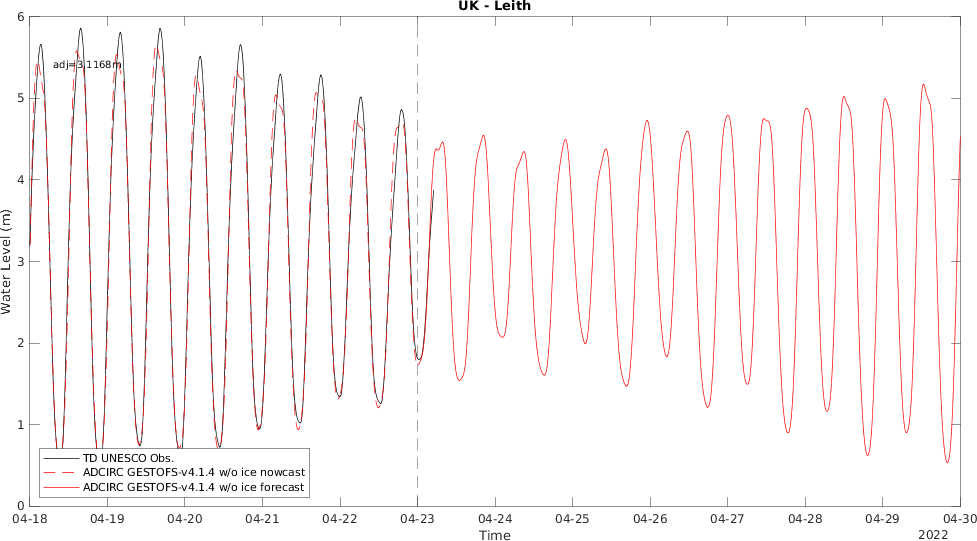 UK - Leith
6
adj=3.1168m
5
4
3
2
1
0
Water Level (m)
TD UNESCO Obs.
ADCIRC GESTOFS-v4.1.4 w/o ice nowcast
ADCIRC GESTOFS-v4.1.4 w/o ice forecast
04-18 04-19 04-20 04-21 04-22 04-23 04-24 04-25 04-26 04-27 04-28 04-29 04-30
Time
2022